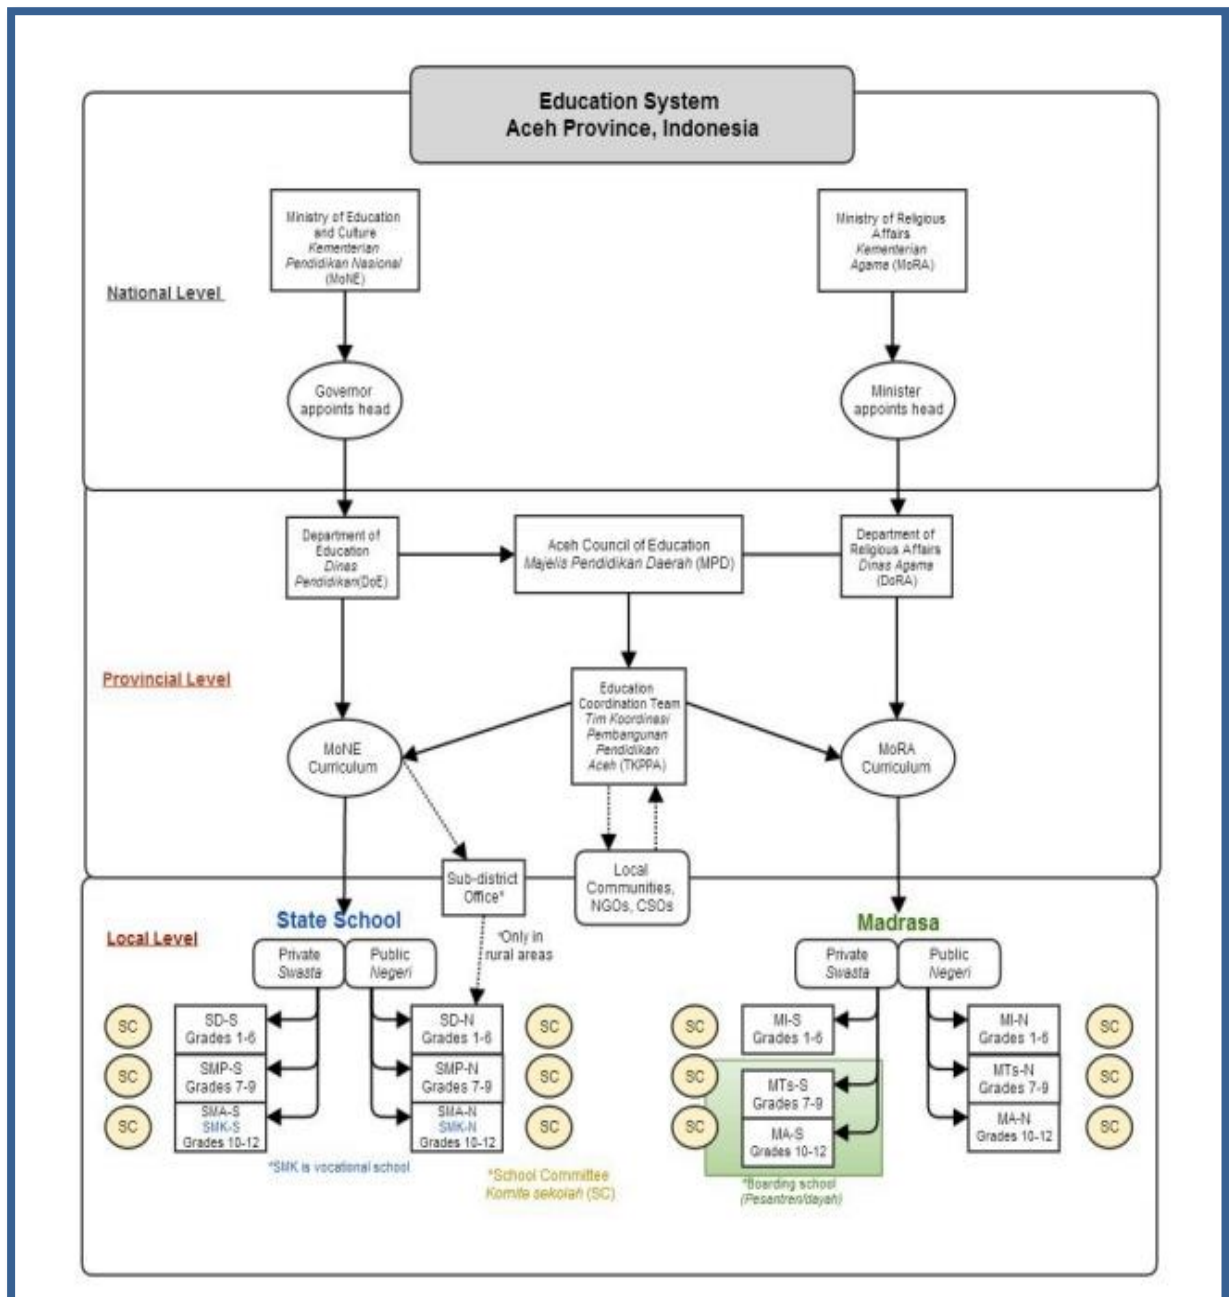 Education System
Aceh Province, Indonesia
Ministry of Education
and Culture
Kementerian
Pendidikan Nasional
(MoNE)
Ministry of Religious
Affairs
Kementerian
Agama (MoRA)
National Level
Governor
appoints head
Minister
appoints head
Department of
Education
Dinas
Pendidikan(DoE)
Aceh Council of Education
Majelis Pendidikan Daerah (MPD)
Department of
Religious Affairs
Dinas Agama
(DoRA)
Provincial Level
Education
Coordination Team
Tim Koordinasi
Pembangunan
Pendidikan
Aceh (TKPPA)
MoNE
Curriculum
MoRA
Curriculum
Sub-district
Office*
Local
Communities,
NGOs, CSOs
State School
Madrasa
Local Level
*Only in
rural areas
Private
Swasta
Public
Negeri
Private
Swasta
Public
Negeri
SC
SD-S
Grades 1-6
SD-N
Grades 1-6
SC
SC
MI-S
Grades 1-6
MI-N
Grades 1-6
SC
SC
SMP-S
Grades 7-9
SMP-N
Grades 7-9
SC
SC
MTs-S
Grades 7-9
MTs-N
Grades 7-9
SC
SC
SMA-S
SMK-S
Grades 10-12
SMA-N
SMK-N
Grades 10-12
SC
SC
MA-S
Grades 10-12
MA-N
Grades 10-12
SC
*SMK is vocational school
*School Committee
Komite sekolah (SC)
*Boarding school
(Pesantren/dayah)